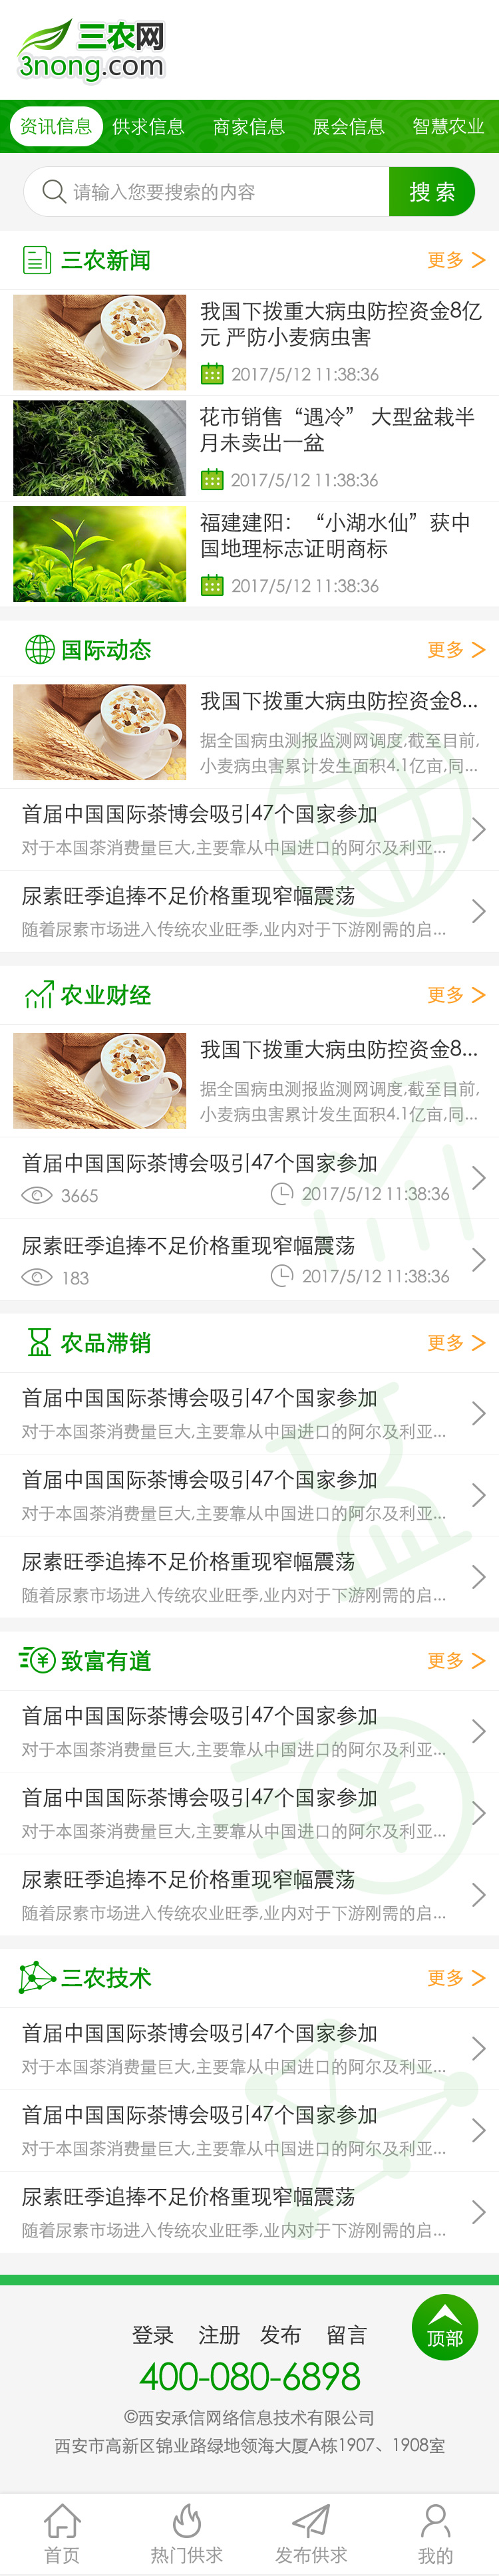 三农网
3nong.com
资讯信息 供求信息 商家信息 展会信息 智慧农业
请输入您要搜索的内容 搜索
三农新闻 更多 >
我国下拨重大病虫防控资金8亿
元 严防小麦病虫害
2017/5/12 11:38:36
花市销售“遇冷” 大型盆栽半
月未卖出一盆
2017/5/12 11:38:36
福建建阳：“小湖水仙”获中
国地理标志证明商标
2017/5/12 11:38:36
国际动态 更多 >
我国下拨重大病虫防控资金8...
据全国病虫测报监测网调度,截至目前,
小麦病虫害累计发生面积4.1亿亩,同...
首届中国国际茶博会吸引47个国家参加
对于本国茶消费量巨大,主要靠从中国进口的阿尔及利亚...
尿素旺季追捧不足价格重现窄幅震荡
随着尿素市场进入传统农业旺季,业内对于下游刚需的启...
农业财经 更多 >
我国下拨重大病虫防控资金8...
据全国病虫测报监测网调度,截至目前,
小麦病虫害累计发生面积4.1亿亩,同...
首届中国国际茶博会吸引47个国家参加
3665 2017/5/12 11:38:36
尿素旺季追捧不足价格重现窄幅震荡
183 2017/5/12 11:38:36
农品滞销 更多 >
首届中国国际茶博会吸引47个国家参加
对于本国茶消费量巨大,主要靠从中国进口的阿尔及利亚...
首届中国国际茶博会吸引47个国家参加
对于本国茶消费量巨大,主要靠从中国进口的阿尔及利亚...
尿素旺季追捧不足价格重现窄幅震荡
随着尿素市场进入传统农业旺季,业内对于下游刚需的启...
致富有道 更多 >
首届中国国际茶博会吸引47个国家参加
对于本国茶消费量巨大,主要靠从中国进口的阿尔及利亚...
首届中国国际茶博会吸引47个国家参加
对于本国茶消费量巨大,主要靠从中国进口的阿尔及利亚...
尿素旺季追捧不足价格重现窄幅震荡
随着尿素市场进入传统农业旺季,业内对于下游刚需的启...
三农技术 更多 >
首届中国国际茶博会吸引47个国家参加
对于本国茶消费量巨大,主要靠从中国进口的阿尔及利亚...
首届中国国际茶博会吸引47个国家参加
对于本国茶消费量巨大,主要靠从中国进口的阿尔及利亚...
尿素旺季追捧不足价格重现窄幅震荡
随着尿素市场进入传统农业旺季,业内对于下游刚需的启...
登录 注册 发布 留言 顶部
400-080-6898
©西安承信网络信息技术有限公司
西安市高新区锦业路绿地领海大厦A栋1907、1908室
首页 热门供求 发布供求 我的